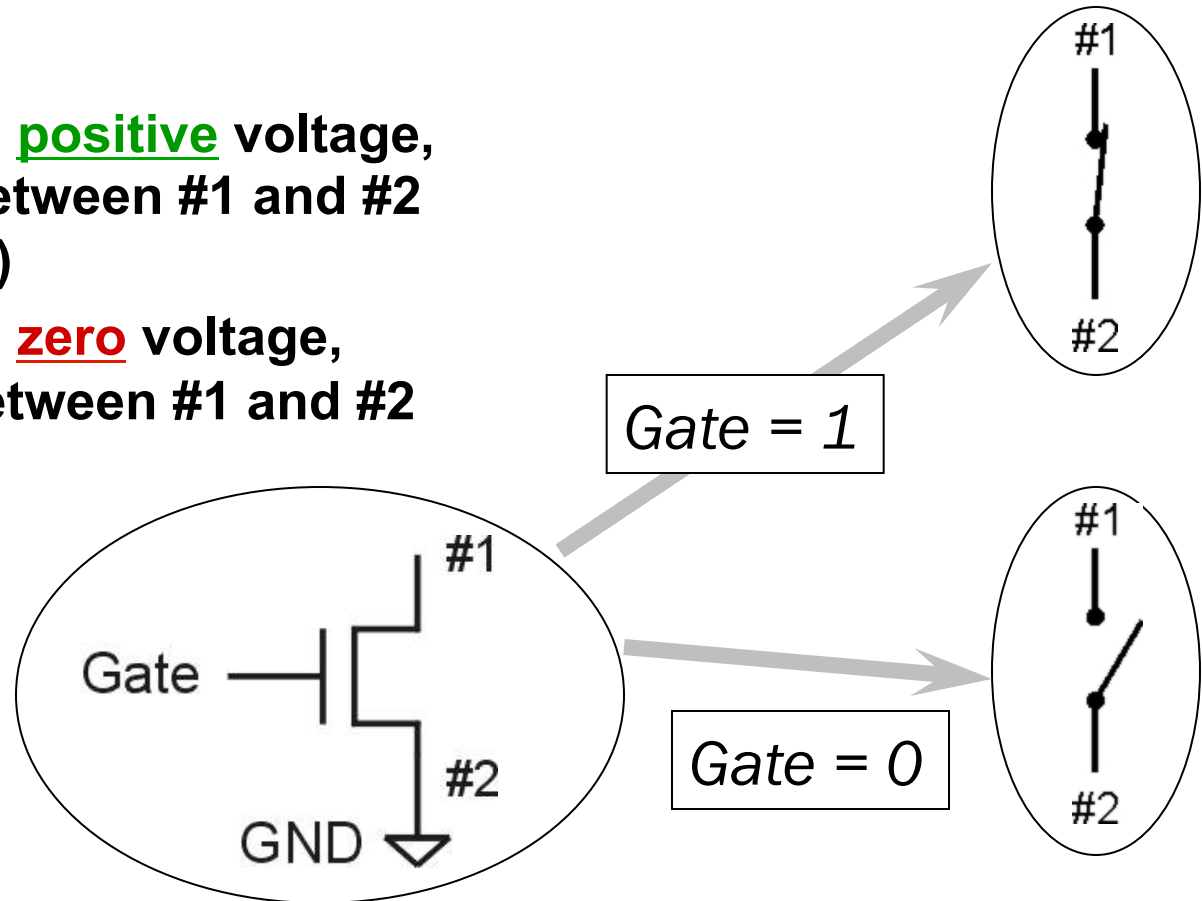 positive voltage,
etween #1 and #2
)
zero voltage,
etween #1 and #2
#1
#2
Gate = 1
#1
Gate
#2
GND
Gate = 0
#1
#2